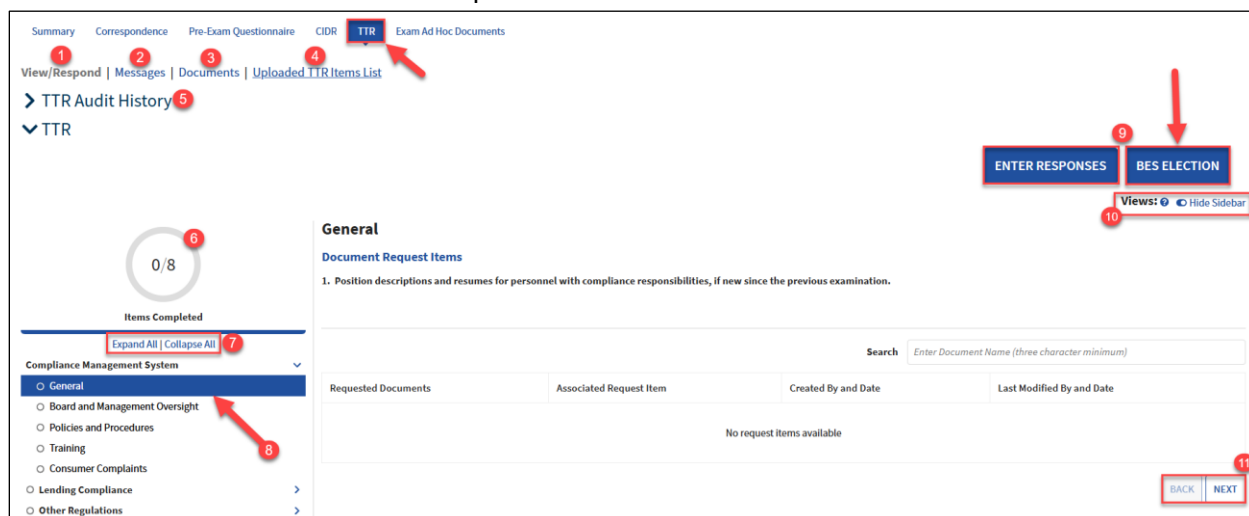 Summary Correspondence Pre-Exam Questionnaire CIDR TTR Exam Ad Hoc Documents
1 2 3 4
View/Respond | Messages | Documents | Uploaded TTR Items List
TTR Audit History 5
TTR
9
ENTER RESPONSES BES ELECTION
Views: ? Hide Sidebar
10
General
6
Document Request Items
0/8
1. Position descriptions and resumes for personnel with compliance responsibilities, if new since the previous examination.
Items Completed
Expand All | Collapse All 7
Search Enter Document Name (three character minimum)
Compliance Management System
General
Requested Documents Associated Request Item Created By and Date Last Modified By and Date
Board and Management Oversight
Policies and Procedures
No request items available
Training
8
Consumer Complaints
11
Lending Compliance
BACK NEXT
Other Regulations